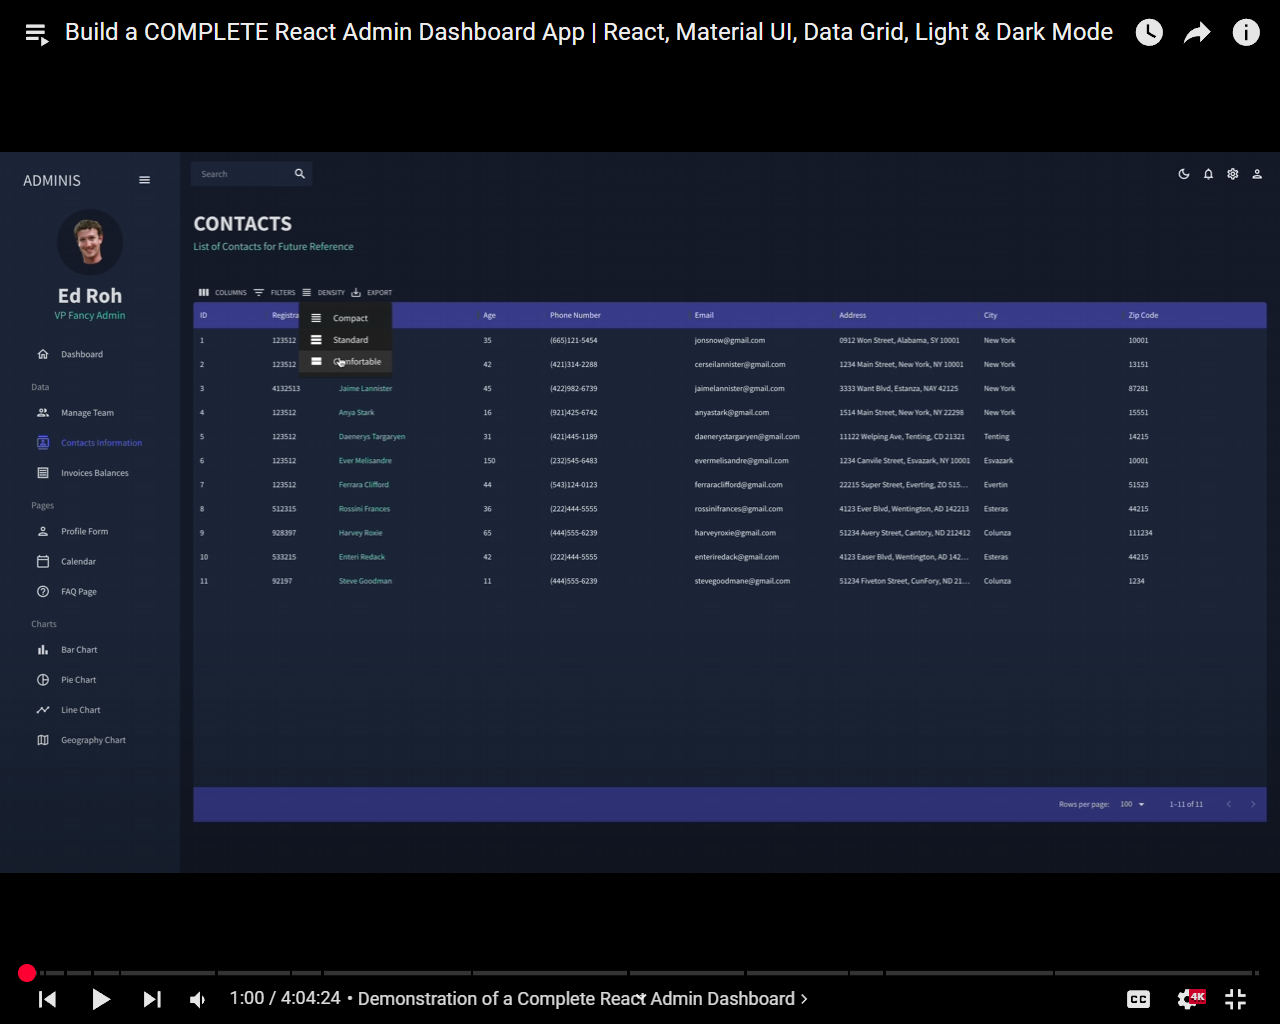 Build a COMPLETE React Admin Dashboard App | React, Material UI, Data Grid, Light & Dark Mode
ADMINIS
Search
Ed Roh
VP Fancy Admin
Dashboard
Data
Manage Team
Contacts Information
Invoices Balances
Pages
Profile Form
Calendar
FAQ Page
Charts
Bar Chart
Pie Chart
Line Chart
Geography Chart
CONTACTS
List of Contacts for Future Reference
COLUMNS FILTERS DENSITY EXPORT
Compact
Standard
Comfortable
ID Registra Age Phone Number Email Address City Zip Code
1 123512 35 (665)121-5454 jonsnow@gmail.com 0912 Won Street, Alabama, SY 10001 New York 10001
2 123512 42 (421)314-2288 cerseilannister@gmail.com 1234 Main Street, New York, NY 10001 New York 13151
3 4132513 Jaime Lannister 45 (422)982-6739 jaimelannister@gmail.com 3333 Want Blvd, Estanza, NAY 42125 New York 87281
4 123512 Anya Stark 16 (921)425-6742 anyastark@gmail.com 1514 Main Street, New York, NY 22298 New York 15551
5 123512 Daenerys Targaryen 31 (421)445-1189 daenerystargaryen@gmail.com 11122 Welping Ave, Tenting, CD 21321 Tenting 14215
6 123512 Ever Melisandre 150 (232)545-6483 evermelisandre@gmail.com 1234 Canvile Street, Esvazark, NY 10001 Esvazark 10001
7 123512 Ferrara Clifford 44 (543)124-0123 ferraraclifford@gmail.com 22215 Super Street, Everting, ZO 515... Evertin 51523
8 512315 Rossini Frances 36 (222)444-5555 rossinifrances@gmail.com 4123 Ever Blvd, Wentington, AD 142213 Esteras 44215
9 928397 Harvey Roxie 65 (444)555-6239 harveyroxie@gmail.com 51234 Avery Street, Cantory, ND 212412 Colunza 111234
10 533215 Enteri Redack 42 (222)444-5555 enteriredack@gmail.com 4123 Easer Blvd, Wentington, AD 142... Esteras 44215
11 92197 Steve Goodman 11 (444)555-6239 stevegoodmane@gmail.com 51234 Fiveton Street, CunFory, ND 21... Colunza 1234
Rows per page: 100 1–11 of 11
1:00 / 4:04:24 • Demonstration of a Complete React Admin Dashboard
CC
4K